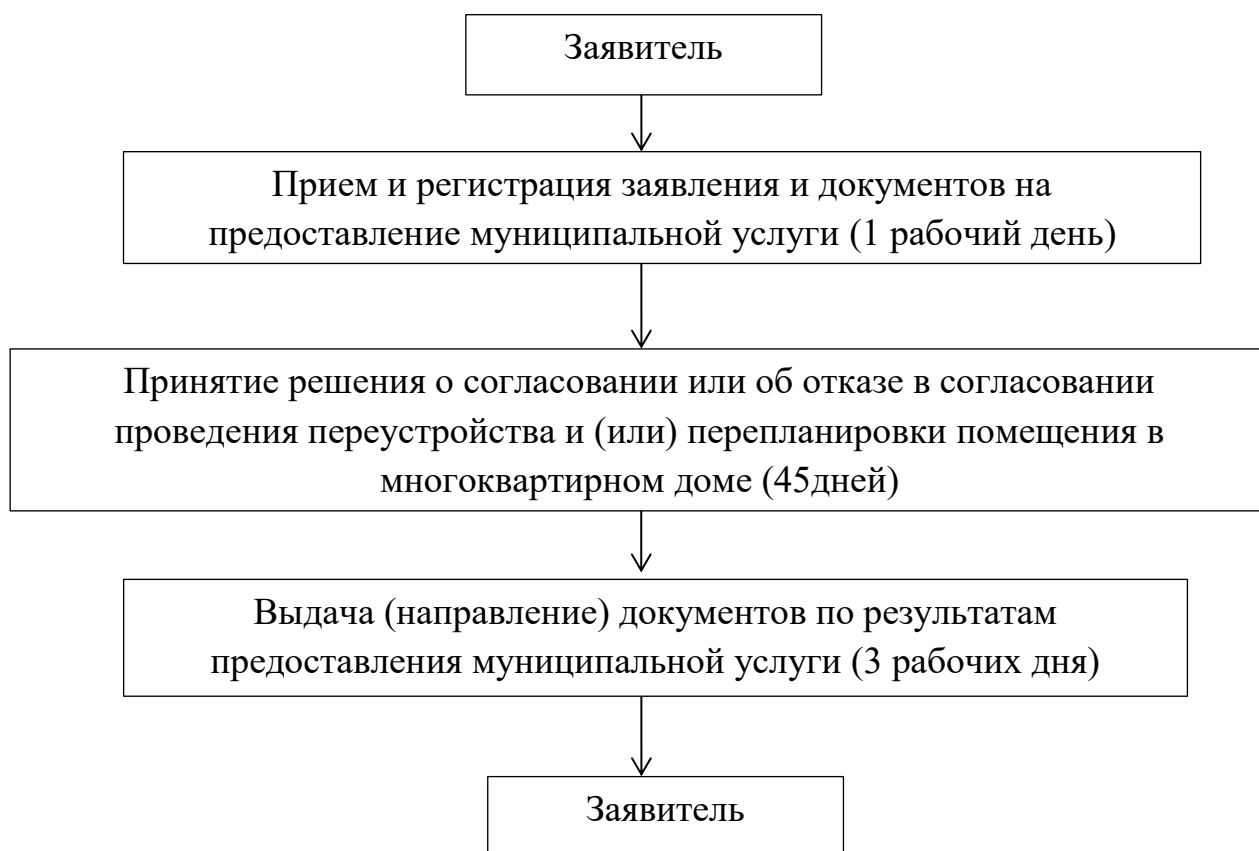 Заявитель
Прием и регистрация заявления и документов на
предоставление муниципальной услуги (1 рабочий день)
Принятие решения о согласовании или об отказе в согласовании
проведения переустройства и (или) перепланировки помещения в
многоквартирном доме (45дней)
Выдача (направление) документов по результатам
предоставления муниципальной услуги (3 рабочих дня)
Заявитель